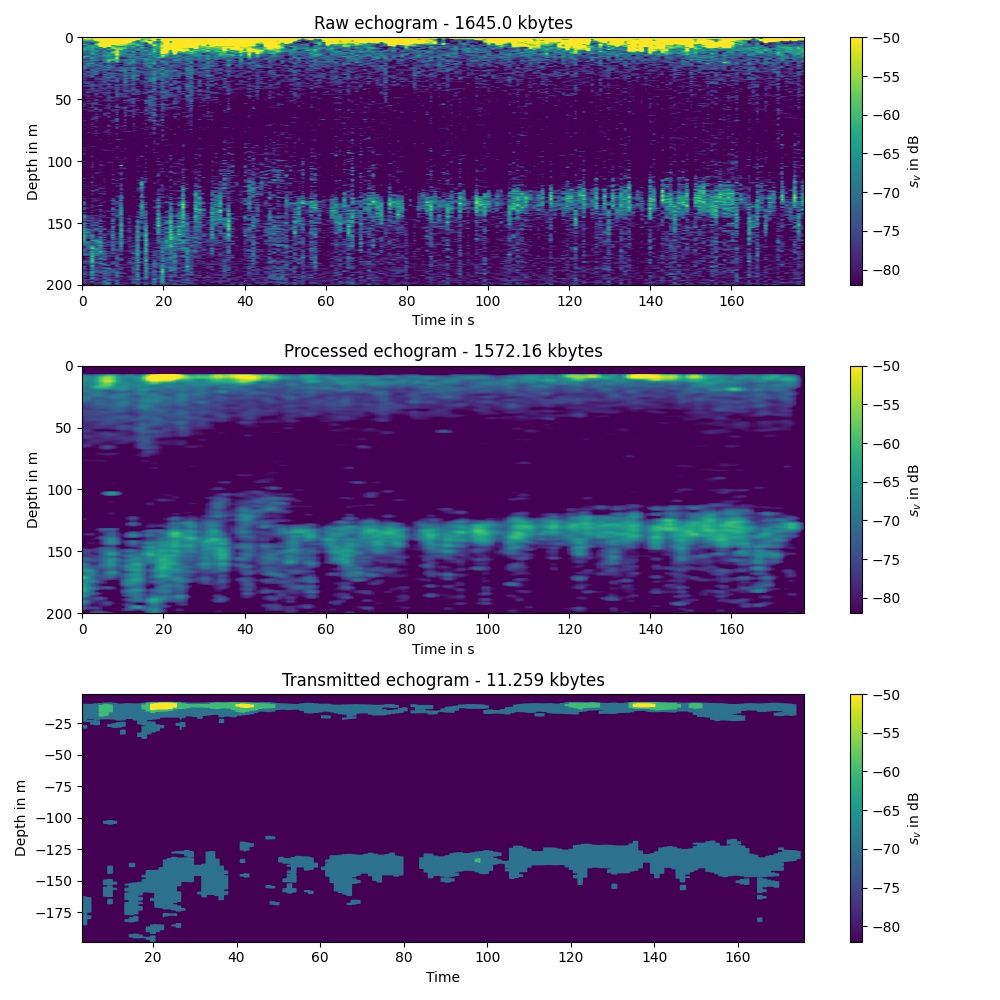 Raw echogram - 1645.0 kbytes
0
50
100
150
200
Depth in m
0 20 40 60 80 100 120 140 160
Time in s
−50
−55
−60
−65
−70
−75
−80
s_v in dB
Processed echogram - 1572.16 kbytes
0
50
100
150
200
Depth in m
0 20 40 60 80 100 120 140 160
Time in s
−50
−55
−60
−65
−70
−75
−80
s_v in dB
Transmitted echogram - 11.259 kbytes
−25
−50
−75
−100
−125
−150
−175
Depth in m
20 40 60 80 100 120 140 160
Time
−50
−55
−60
−65
−70
−75
−80
s_v in dB